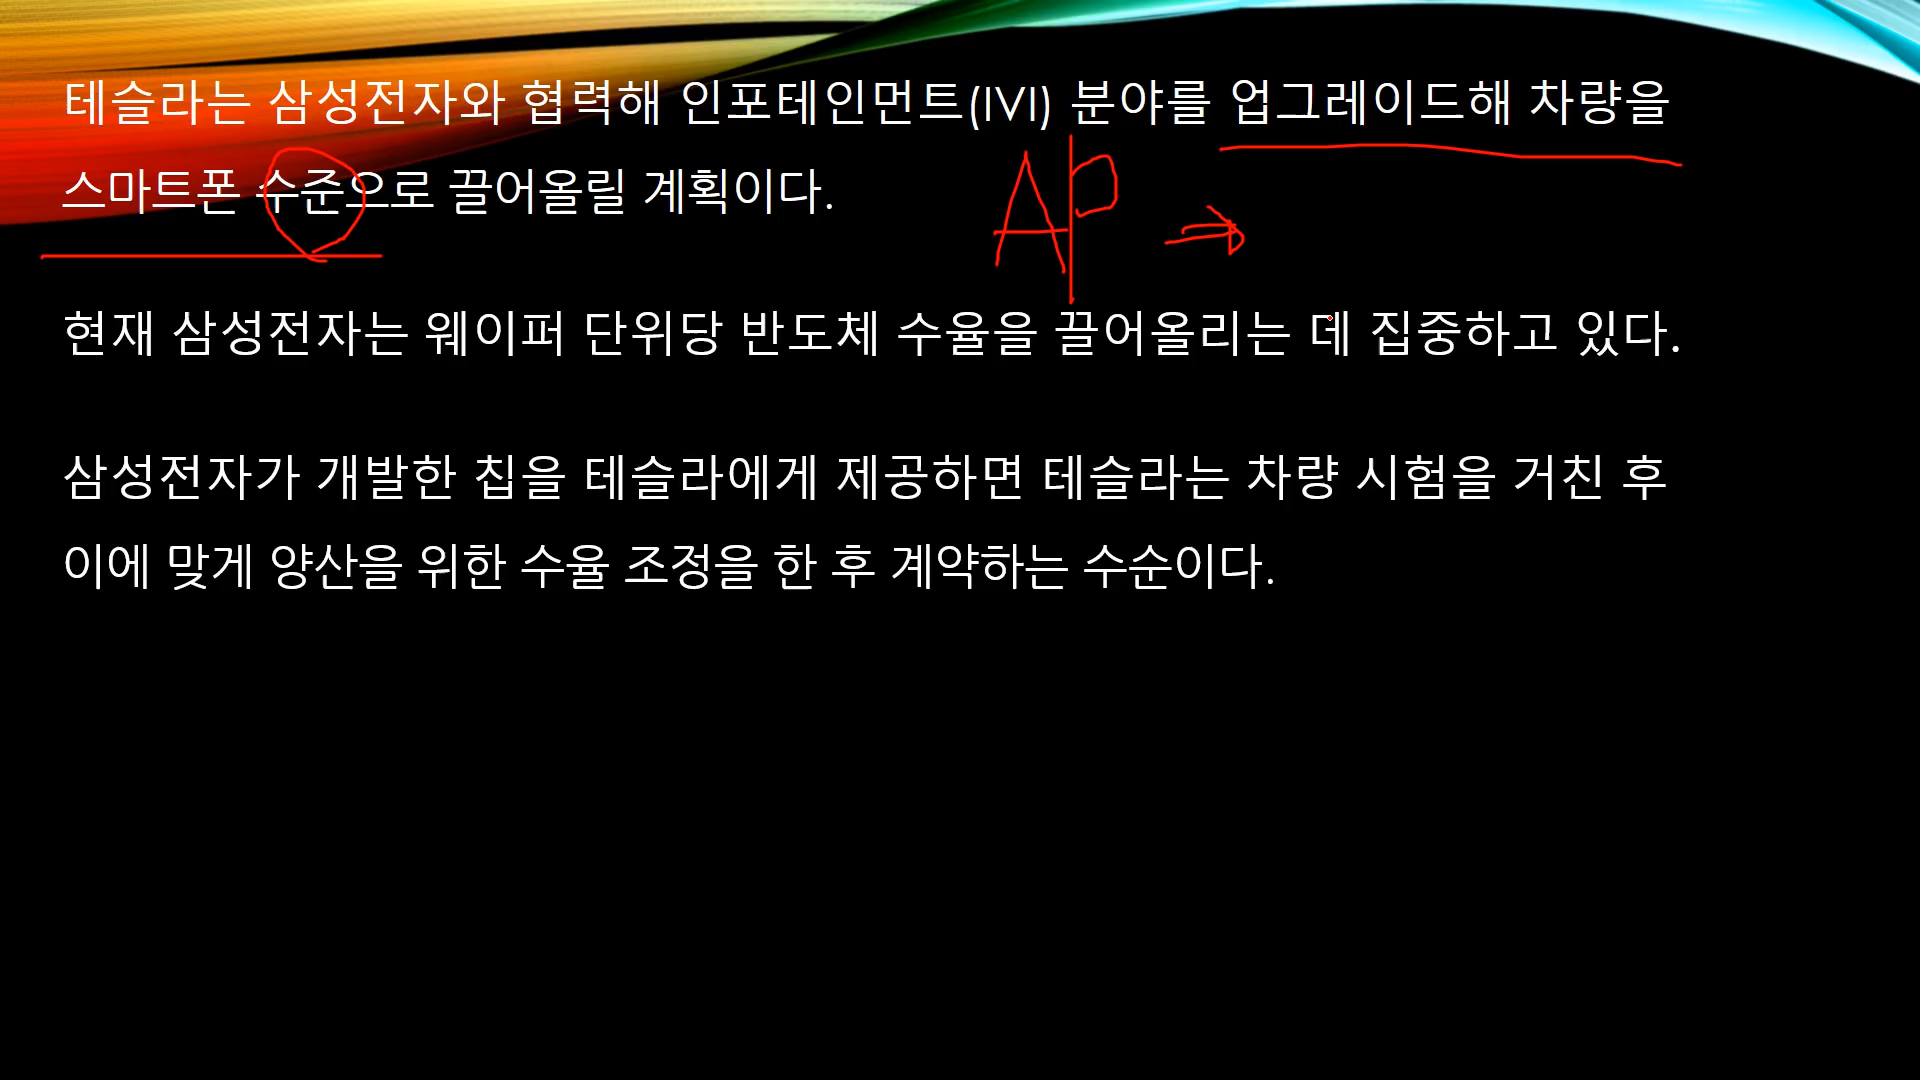 테슬라는 삼성전자와 협력해 인포테인먼트(IVI) 분야를 업그레이드해 차량을
스마트폰 수준으로 끌어올릴 계획이다.
AP →
현재 삼성전자는 웨이퍼 단위당 반도체 수율을 끌어올리는 데 집중하고 있다.
삼성전자가 개발한 칩을 테슬라에게 제공하면 테슬라는 차량 시험을 거친 후
이에 맞게 양산을 위한 수율 조정을 한 후 계약하는 수순이다.